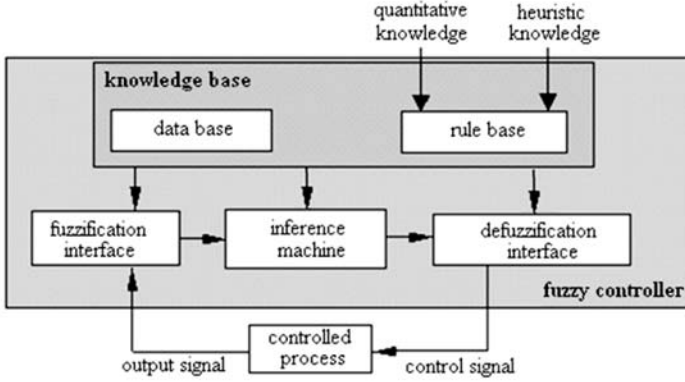 quantitative
knowledge
heuristic
knowledge
knowledge base
data base
rule base
fuzzification
interface
inference
machine
defuzzification
interface
fuzzy controller
controlled
process
output signal
control signal